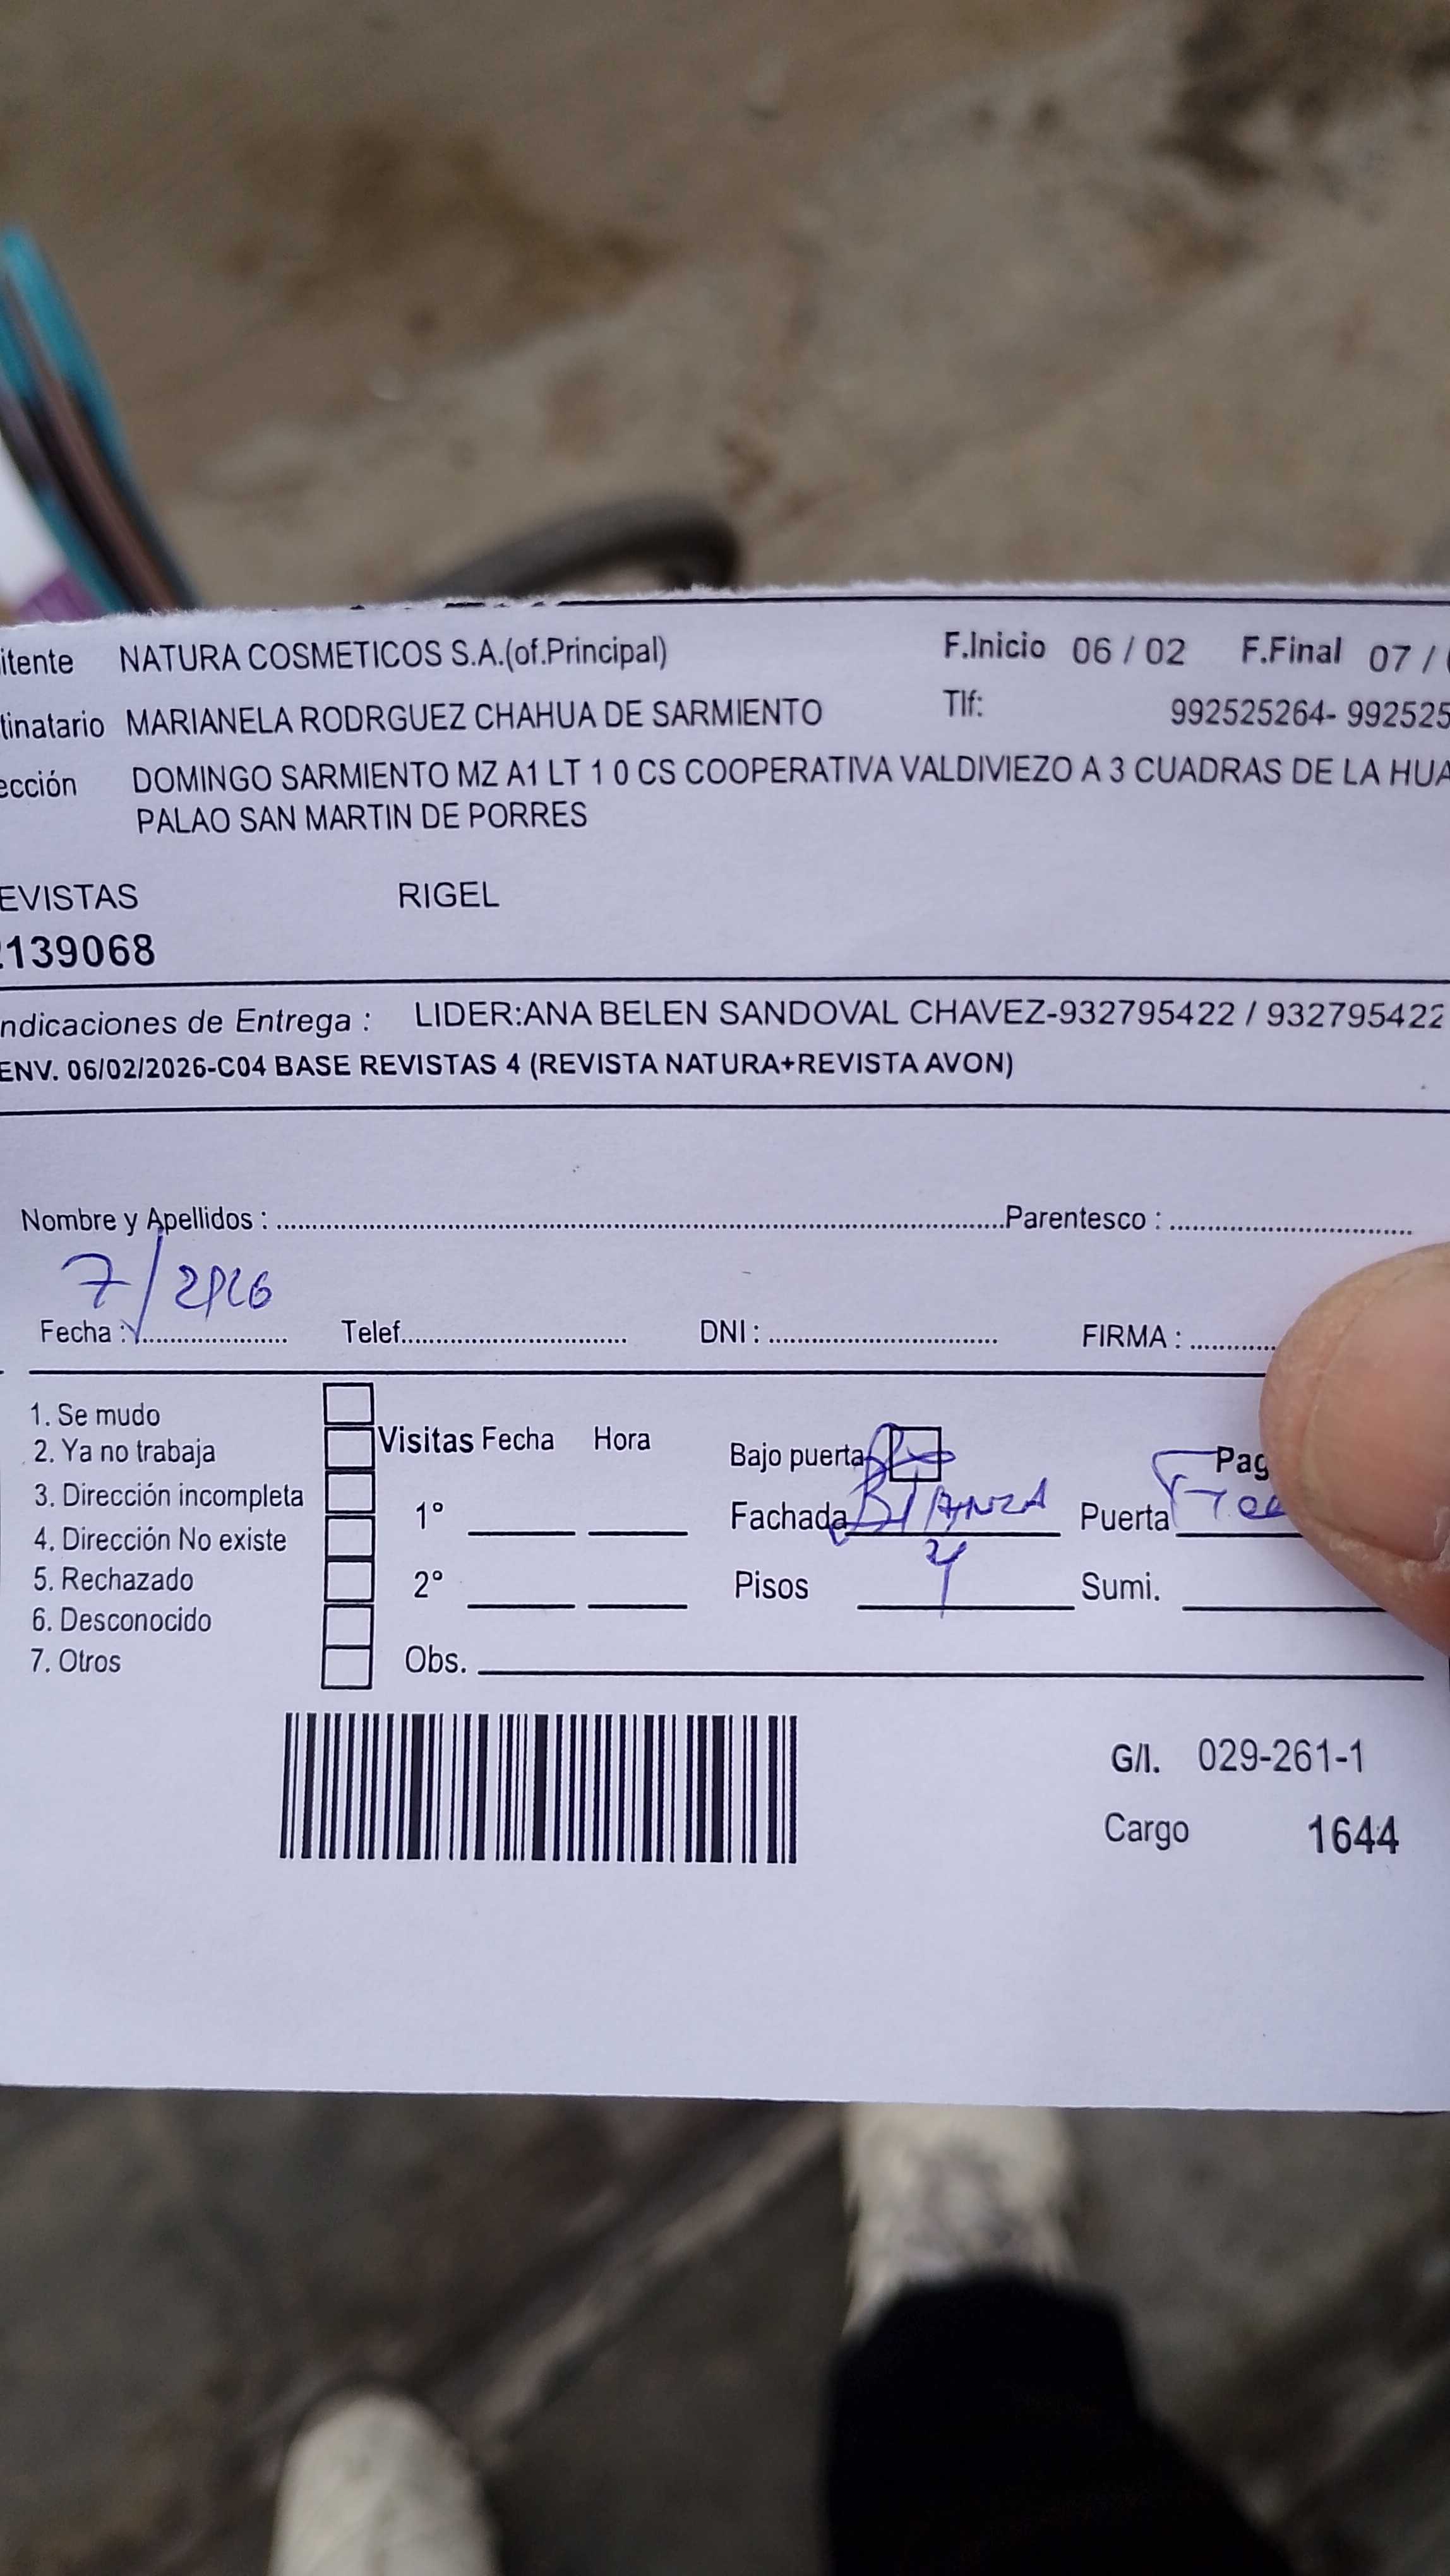 itente NATURA COSMETICOS S.A.(of.Principal) F.Inicio 06 / 02 F.Final 07 /
tinatario MARIANELA RODRGUEZ CHAHUA DE SARMIENTO Tlf: 992525264- 992525
ección DOMINGO SARMIENTO MZ A1 LT 1 0 CS COOPERATIVA VALDIVIEZO A 3 CUADRAS DE LA HUA
PALAO SAN MARTIN DE PORRES
EVISTAS RIGEL
2139068
ndicaciones de Entrega : LIDER:ANA BELEN SANDOVAL CHAVEZ-932795422 / 932795422
ENV. 06/02/2026-C04 BASE REVISTAS 4 (REVISTA NATURA+REVISTA AVON)
Nombre y Apellidos : Parentesco :
7/2/26
Fecha : Telef. DNI : FIRMA :
1. Se mudo
2. Ya no trabaja Visitas Fecha Hora Bajo puerta Pag
3. Dirección incompleta 1° Fachada Puerta
4. Dirección No existe
5. Rechazado 2° Pisos 4 Sumi.
6. Desconocido
7. Otros Obs.
G/I. 029-261-1
Cargo 1644